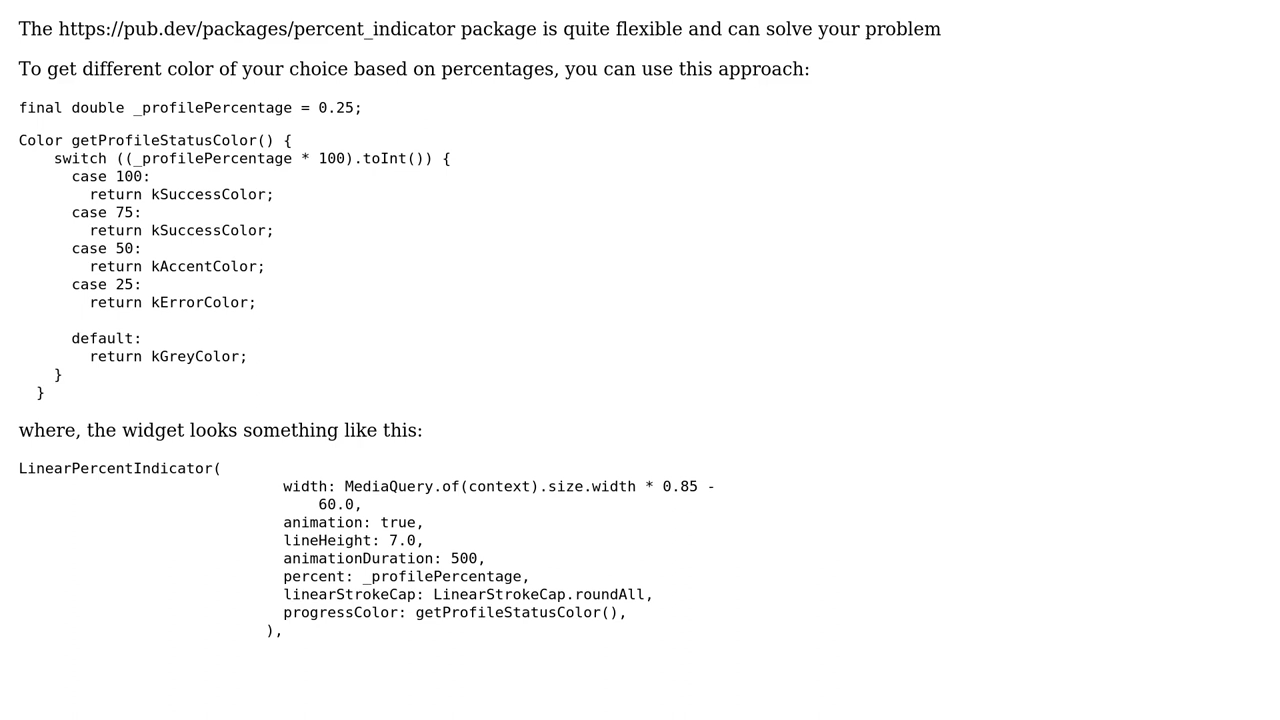 The https://pub.dev/packages/percent_indicator package is quite flexible and can solve your problem
To get different color of your choice based on percentages, you can use this approach:
final double _profilePercentage = 0.25;
Color getProfileStatusColor() {
    switch ((_profilePercentage * 100).toInt()) {
      case 100:
        return kSuccessColor;
      case 75:
        return kSuccessColor;
      case 50:
        return kAccentColor;
      case 25:
        return kErrorColor;

      default:
        return kGreyColor;
    }
  }
where, the widget looks something like this:
LinearPercentIndicator(
                              width: MediaQuery.of(context).size.width * 0.85 -
                                  60.0,
                              animation: true,
                              lineHeight: 7.0,
                              animationDuration: 500,
                              percent: _profilePercentage,
                              linearStrokeCap: LinearStrokeCap.roundAll,
                              progressColor: getProfileStatusColor(),
                            ),